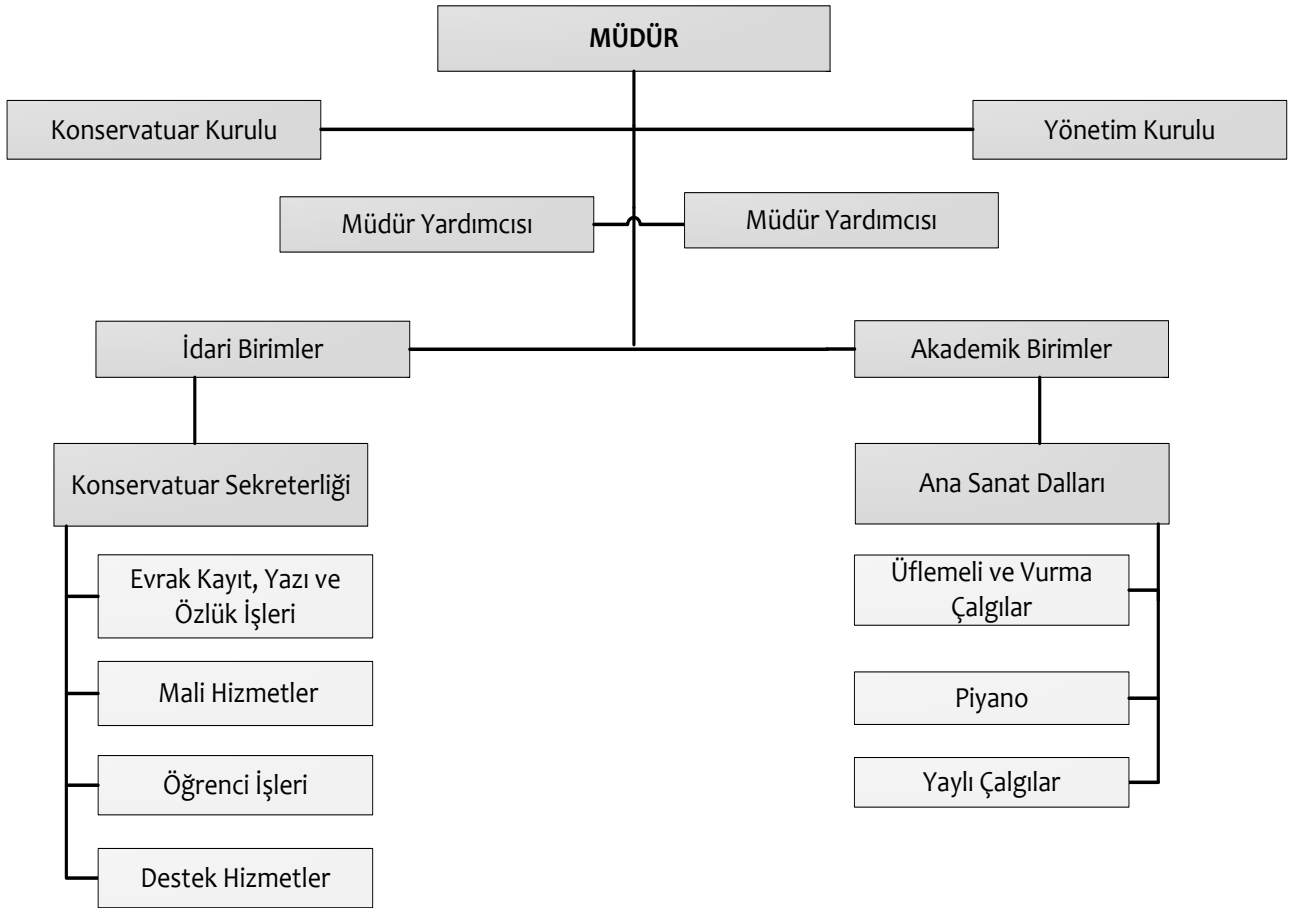 MÜDÜR
Konservatuar Kurulu
Yönetim Kurulu
Müdür Yardımcısı
Müdür Yardımcısı
İdari Birimler
Akademik Birimler
Konservatuar Sekreterliği
Ana Sanat Dalları
Evrak Kayıt, Yazı ve
Özlük İşleri
Mali Hizmetler
Öğrenci İşleri
Destek Hizmetler
Üflemeli ve Vurma
Çalgılar
Piyano
Yaylı Çalgılar